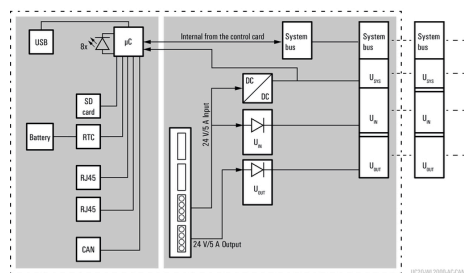 USB
8x
μC
Internal from the control card
System
bus
System
bus
System
bus
SD
card
Battery
RTC
DC
DC
U_SYS
U_SYS
24 V/5 A Input
U_IN
U_IN
U_IN
RJ45
RJ45
U_OUT
U_OUT
U_OUT
24 V/5 A Output
CAN